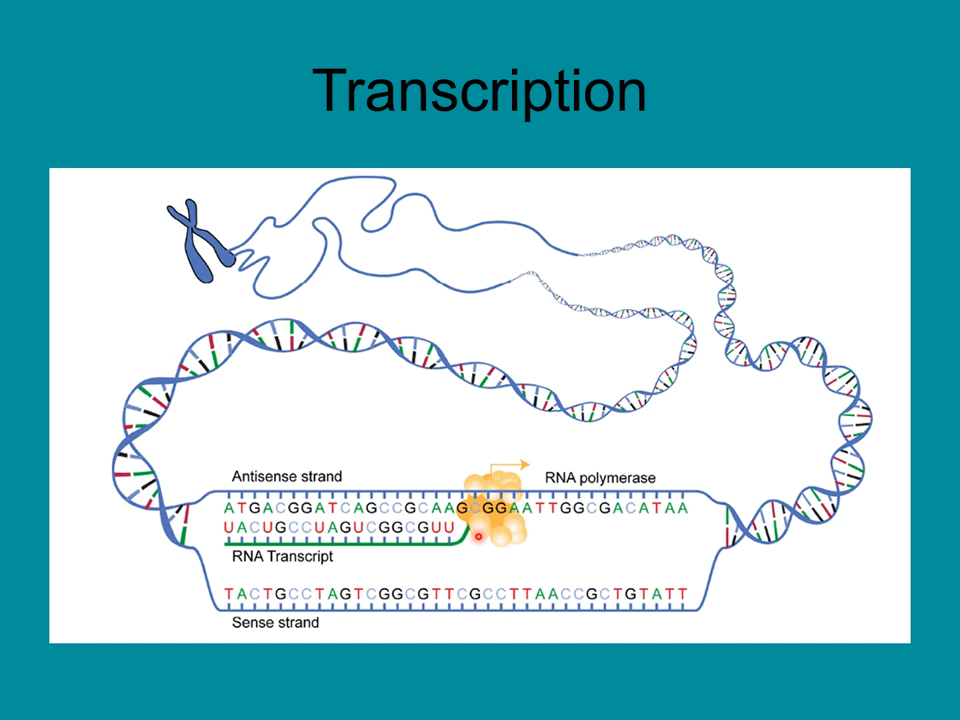 Transcription
Antisense strand
RNA polymerase
ATGACGGATCAGCCGCAAGCGGAATTGGCGACATAA
UACUGCCUAGUCGGCGUU
RNA Transcript
TACTGCCTAGTCGGCGTTCGCCTTAACCGCTGTATT
Sense strand